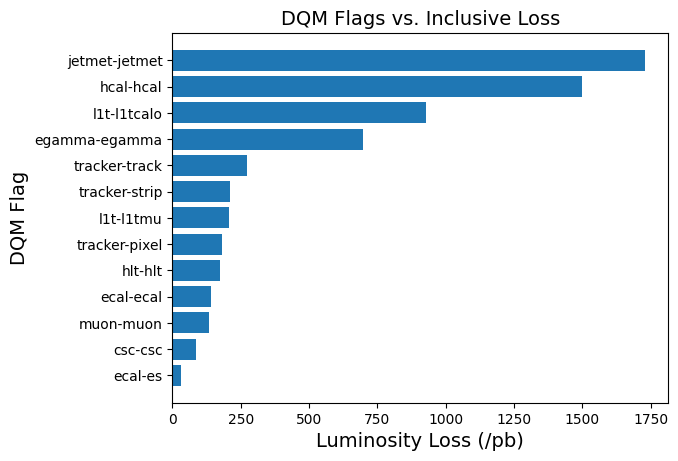 DQM Flags vs. Inclusive Loss
DQM Flag
jetmet-jetmet
hcal-hcal
l1t-l1tcalo
egamma-egamma
tracker-track
tracker-strip
l1t-l1tmu
tracker-pixel
hlt-hlt
ecal-ecal
muon-muon
csc-csc
ecal-es
0 250 500 750 1000 1250 1500 1750
Luminosity Loss (/pb)